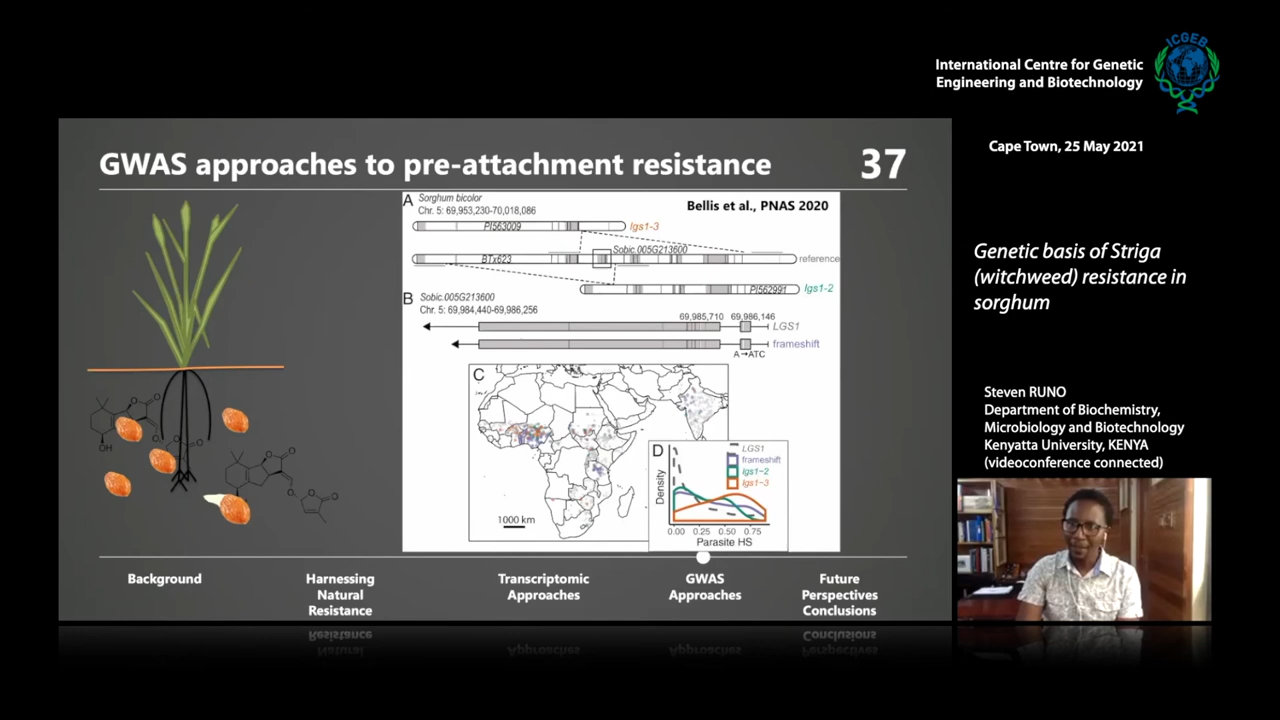 ICGEB
International Centre for Genetic
Engineering and Biotechnology
Cape Town, 25 May 2021
GWAS approaches to pre-attachment resistance
37
A
Sorghum bicolor
Chr. 5: 69,953,230-70,018,086
Bellis et al., PNAS 2020
PI563009
lgs1-3
Sobic.005G213600
BTx623
reference
PI562991
lgs1-2
B
Sobic.005G213600
Chr. 5: 69,984,440-69,986,256
69,985,710
69,986,146
LGS1
frameshift
A→ATC
C
1000 km
D
LGS1
frameshift
lgs1-2
lgs1-3
Density
0.00 0.25 0.50 0.75
Parasite HS
O
O
OH
O
O
O
O
O
O
O
Background
Harnessing
Natural
Resistance
Transcriptomic
Approaches
GWAS
Approaches
Future
Perspectives
Conclusions
Genetic basis of Striga
(witchweed) resistance in
sorghum
Steven RUNO
Department of Biochemistry,
Microbiology and Biotechnology
Kenyatta University, KENYA
(videoconference connected)